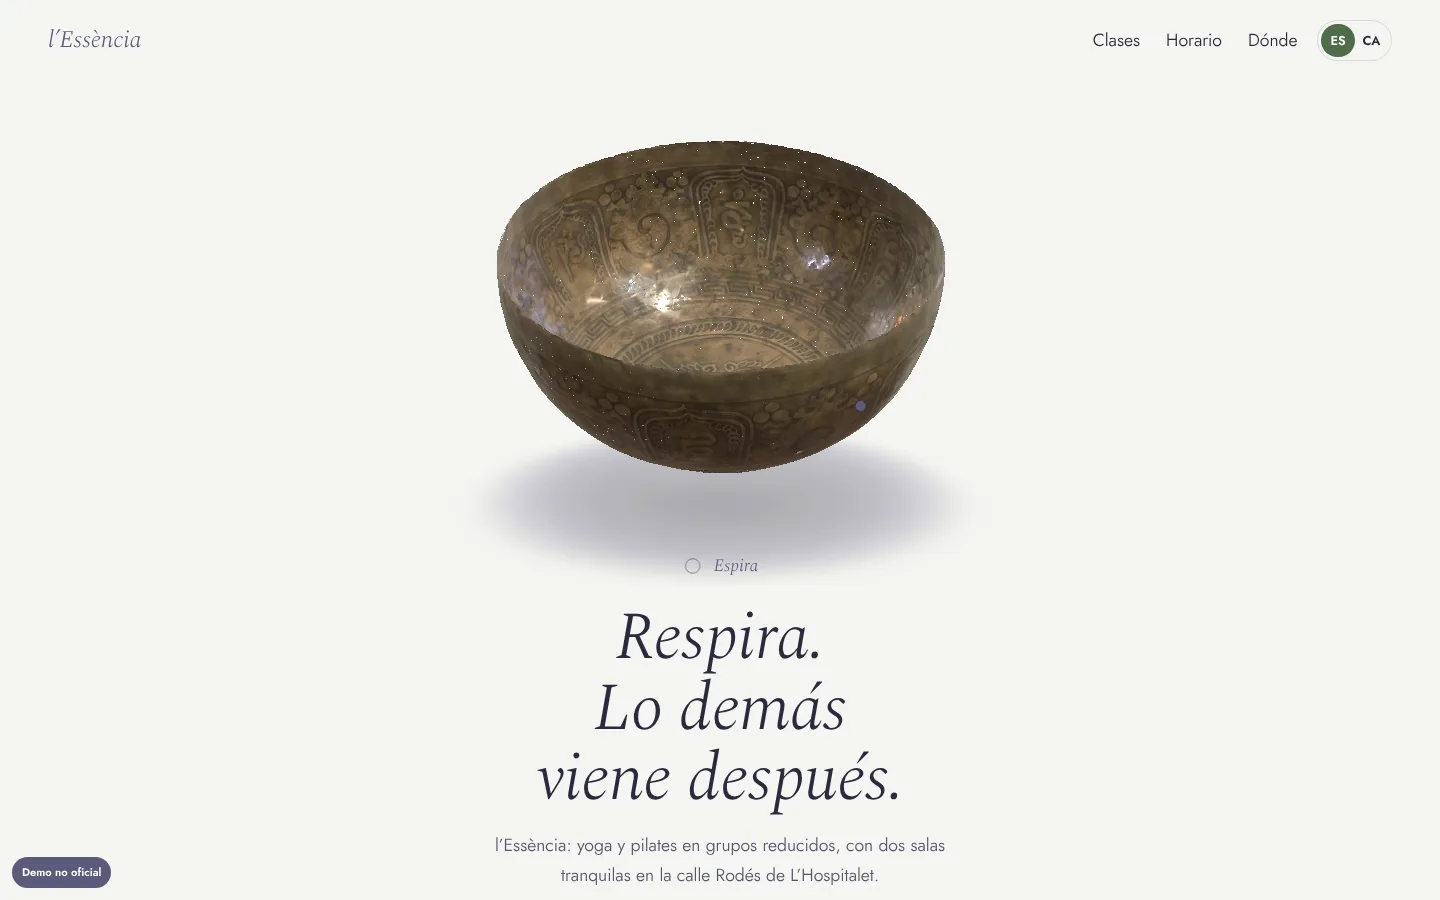 l’Essència
Clases Horario Dónde ES CA
Espira
Respira.
Lo demás
viene después.
l’Essència: yoga y pilates en grupos reducidos, con dos salas
tranquilas en la calle Rodés de L’Hospitalet.
Demo no oficial